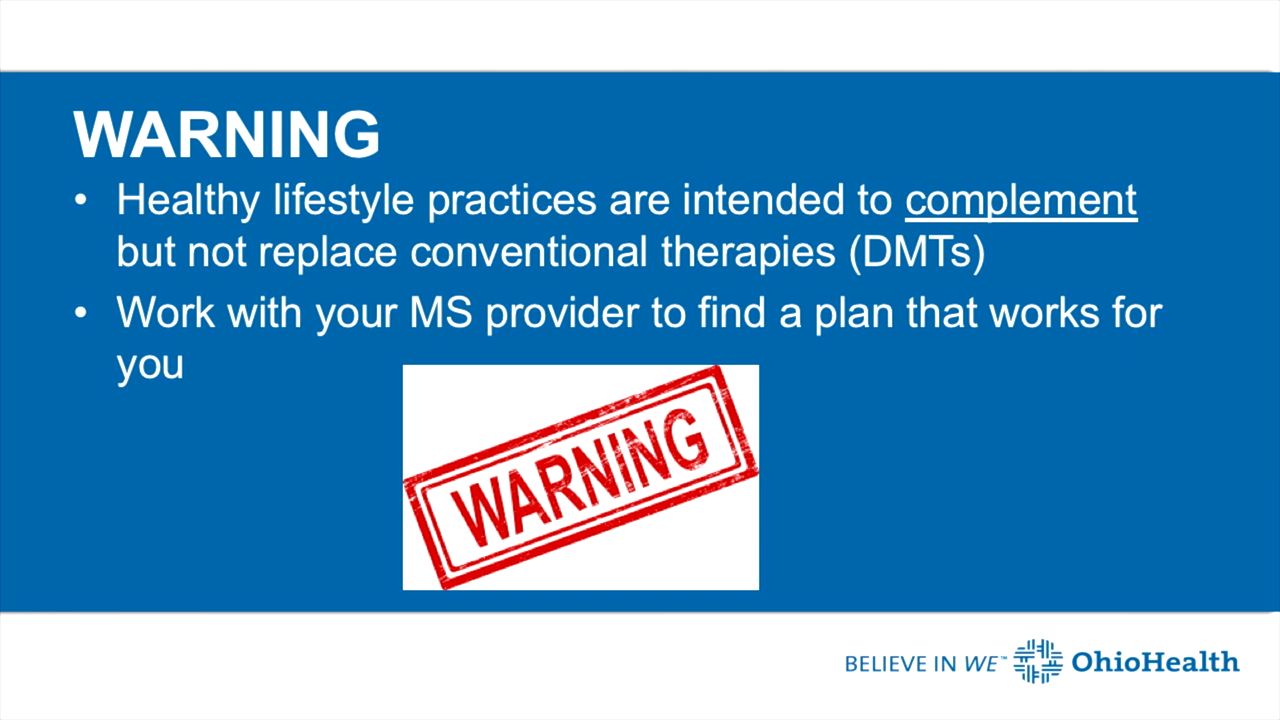 WARNING
• Healthy lifestyle practices are intended to complement
but not replace conventional therapies (DMTs)
• Work with your MS provider to find a plan that works for
you
WARNING
BELIEVE IN WE™ OhioHealth